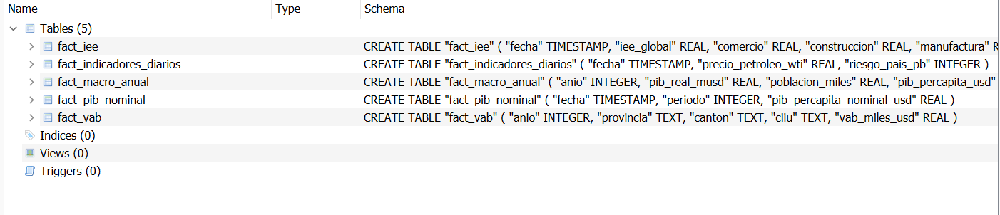 Name Type Schema
Tables (5)
fact_iee CREATE TABLE "fact_iee" ( "fecha" TIMESTAMP, "iee_global" REAL, "comercio" REAL, "construccion" REAL, "manufactura" R
fact_indicadores_diarios CREATE TABLE "fact_indicadores_diarios" ( "fecha" TIMESTAMP, "precio_petroleo_wti" REAL, "riesgo_pais_pb" INTEGER )
fact_macro_anual CREATE TABLE "fact_macro_anual" ( "anio" INTEGER, "pib_real_musd" REAL, "poblacion_miles" REAL, "pib_percapita_usd"
fact_pib_nominal CREATE TABLE "fact_pib_nominal" ( "fecha" TIMESTAMP, "periodo" INTEGER, "pib_percapita_nominal_usd" REAL )
fact_vab CREATE TABLE "fact_vab" ( "anio" INTEGER, "provincia" TEXT, "canton" TEXT, "ciiu" TEXT, "vab_miles_usd" REAL )
Indices (0)
Views (0)
Triggers (0)